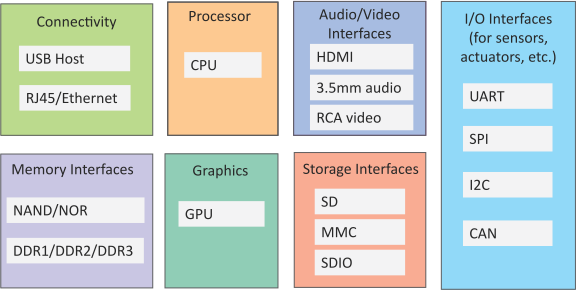 Connectivity
USB Host
RJ45/Ethernet
Processor
CPU
Audio/Video
Interfaces
HDMI
3.5mm audio
RCA video
I/O Interfaces
(for sensors,
actuators, etc.)
UART
SPI
I2C
CAN
Memory Interfaces
NAND/NOR
DDR1/DDR2/DDR3
Graphics
GPU
Storage Interfaces
SD
MMC
SDIO